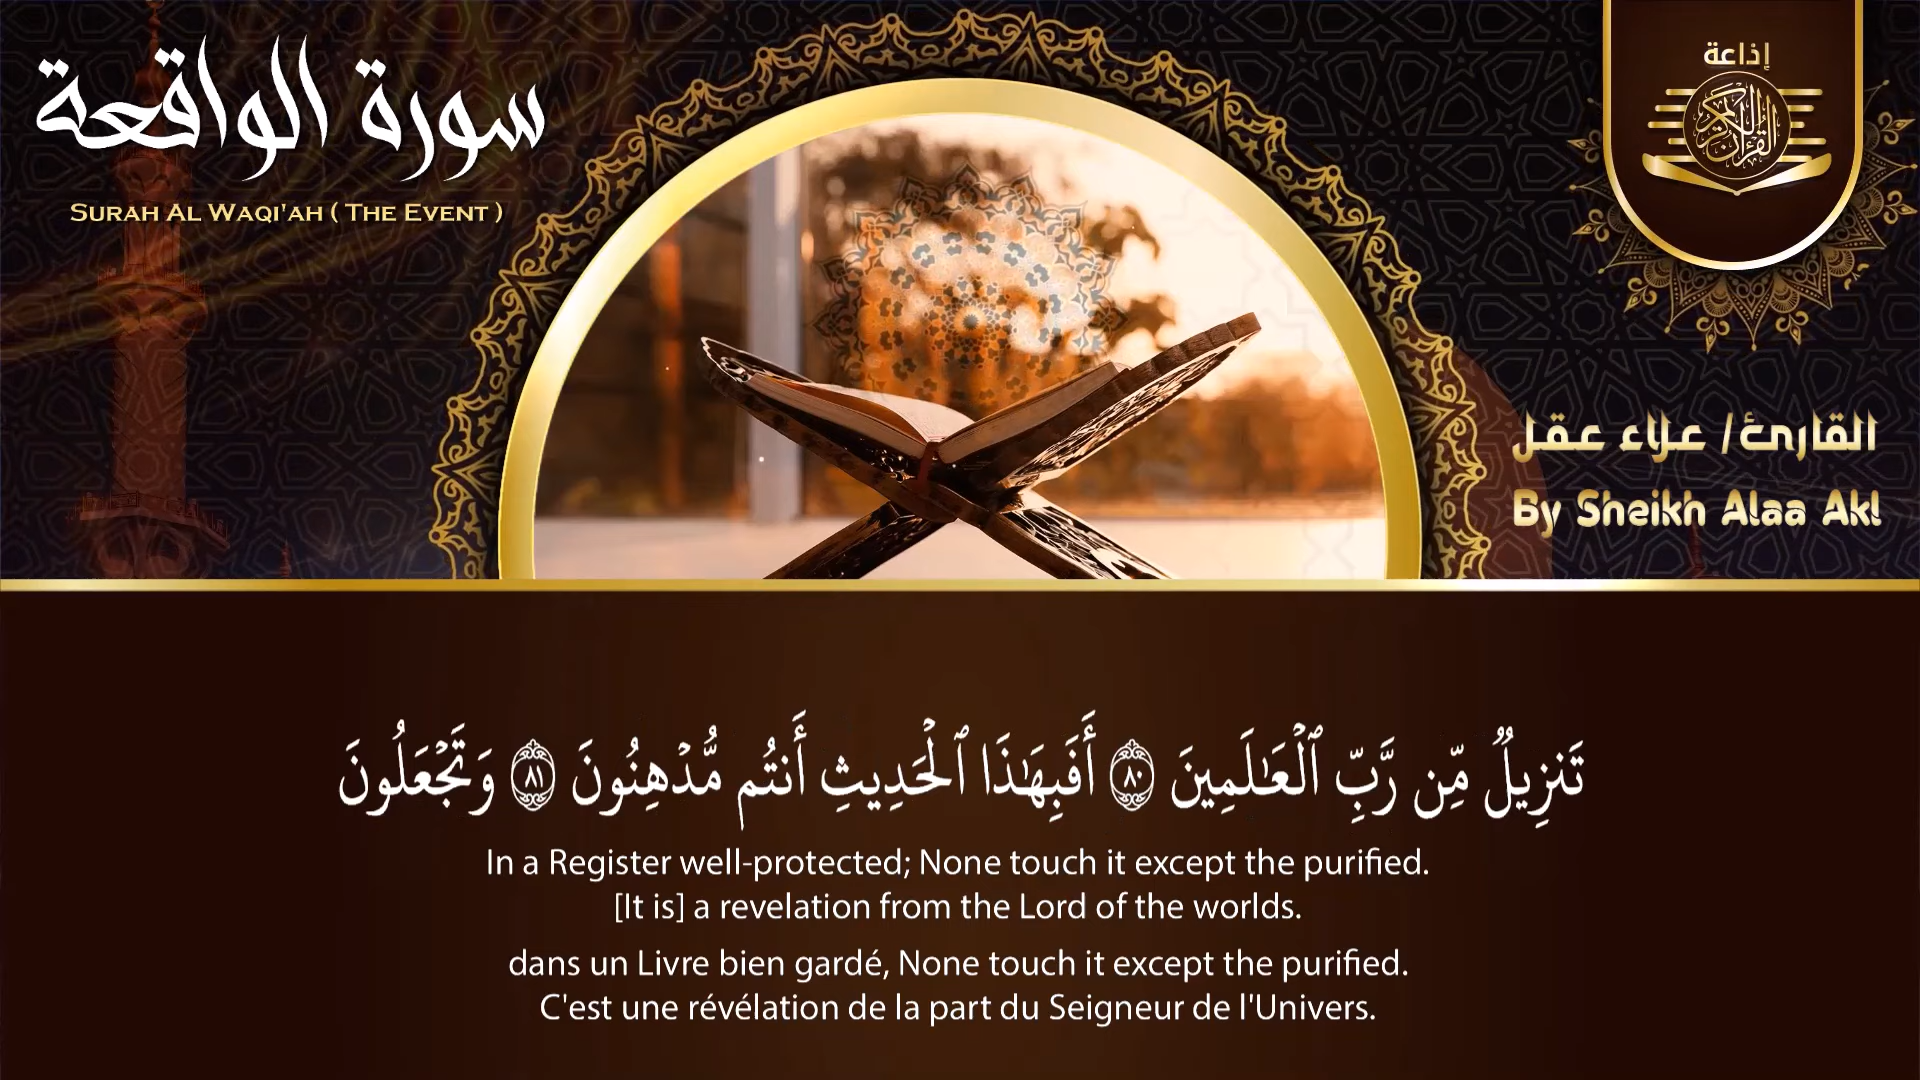 سورة الواقعة
SURAH AL WAQI'AH ( THE EVENT )
إذاعة
القرآن الكريم
القارئ/ علاء عقل
By Sheikh Alaa Akl
تَنزِيلٌ مِّن رَّبِّ ٱلْعَـٰلَمِينَ ٨٠ أَفَبِهَـٰذَا ٱلْحَدِيثِ أَنتُم مُّدْهِنُونَ ٨١ وَتَجْعَلُونَ
In a Register well-protected; None touch it except the purified.
[It is] a revelation from the Lord of the worlds.
dans un Livre bien gardé, None touch it except the purified.
C'est une révélation de la part du Seigneur de l'Univers.